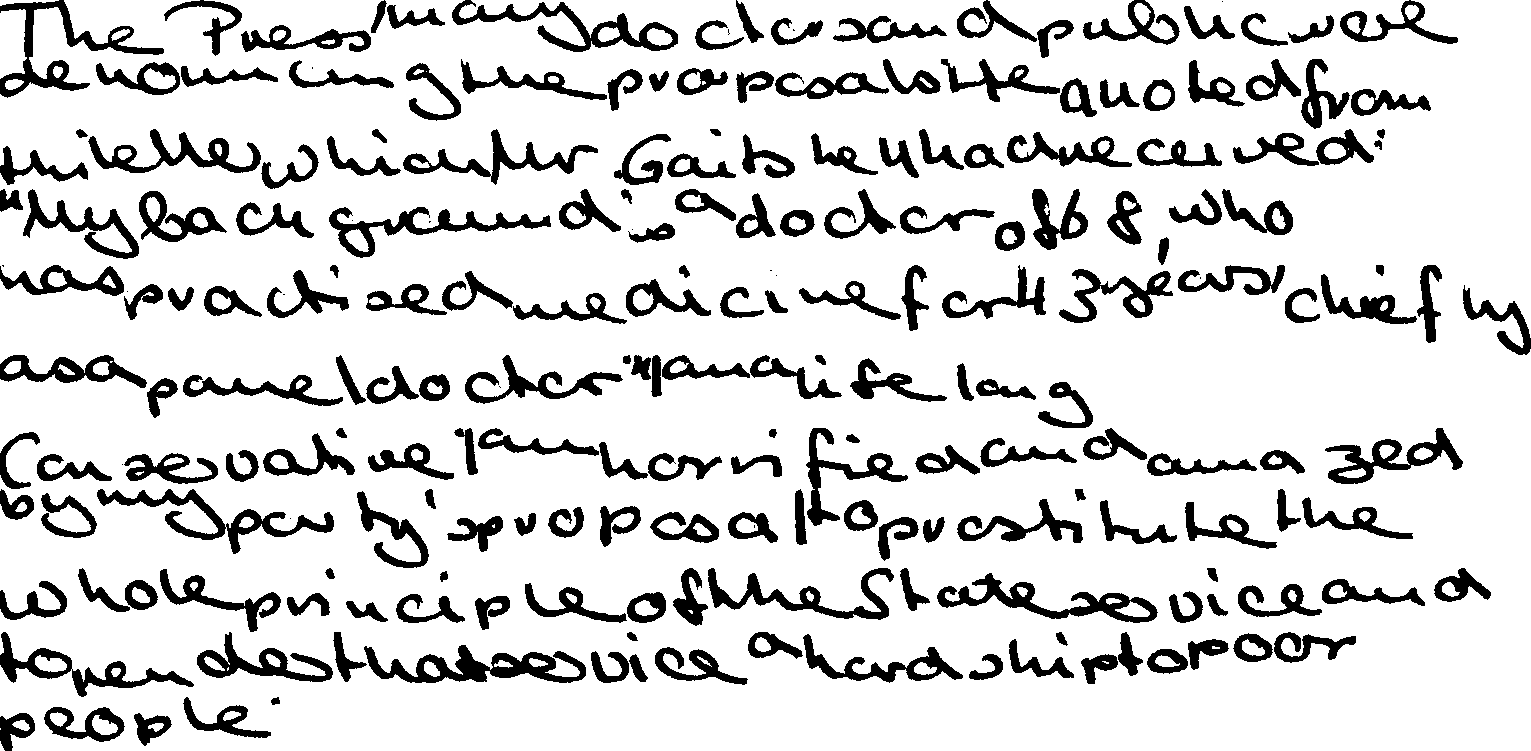 The Press, many doctors and public were
denouncing the proposals. He quoted from
this letter which Mr. Gaitskell had received:
"My background is a doctor of 68, who
has practised medicine for 43 years, chiefly
as a panel doctor." "I am a life long
Conservative. I am horrified and amazed
by my party's proposal to prostitute the
whole principle of the State service and
to render that service a hardship to poor
people.